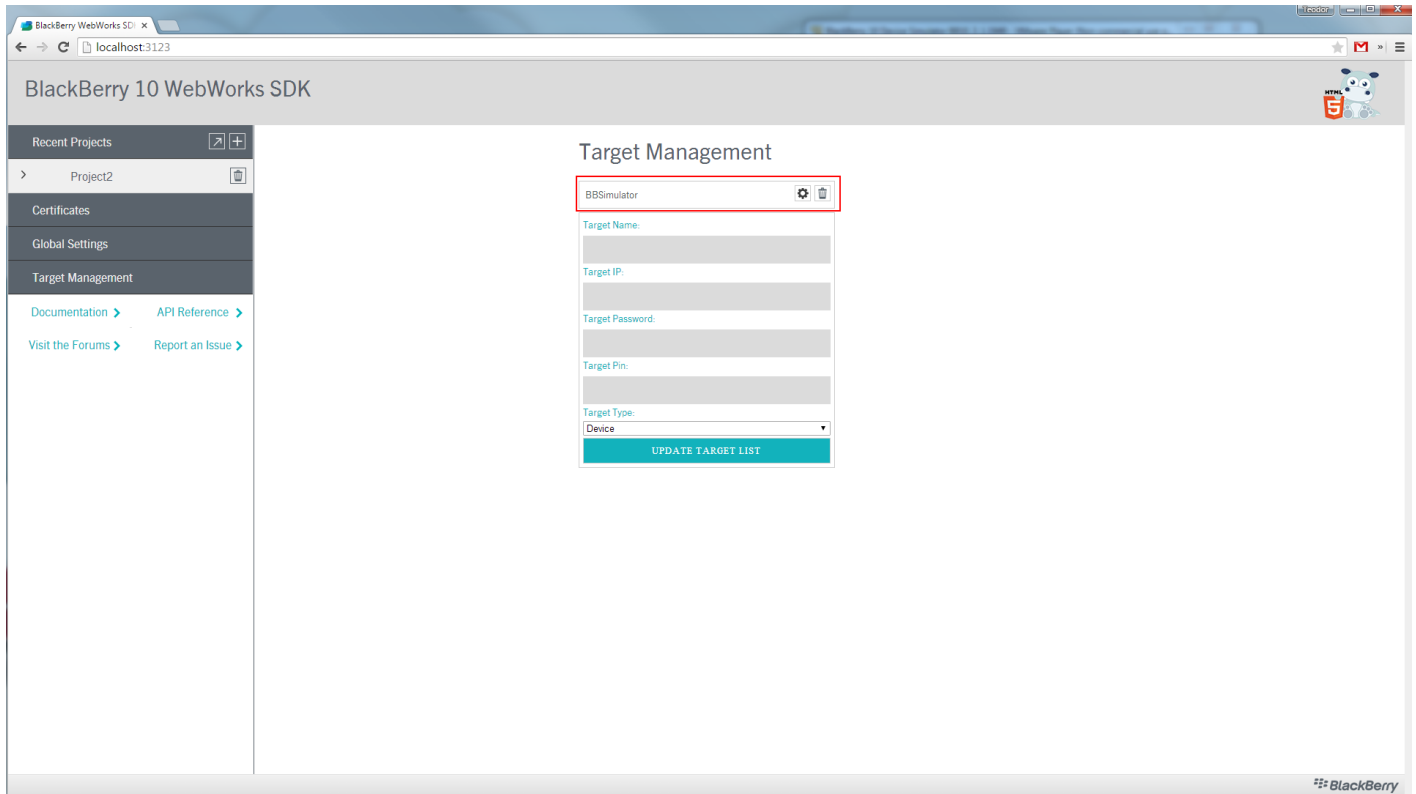 Teodor
BlackBerry WebWorks SD
localhost:3123
BlackBerry 10 WebWorks SDK
HTML
5
Recent Projects
Project2
Certificates
Global Settings
Target Management
Documentation
API Reference
Visit the Forums
Report an Issue
Target Management
BBSimulator
Target Name:
Target IP:
Target Password:
Target Pin:
Target Type:
Device
UPDATE TARGET LIST
BlackBerry